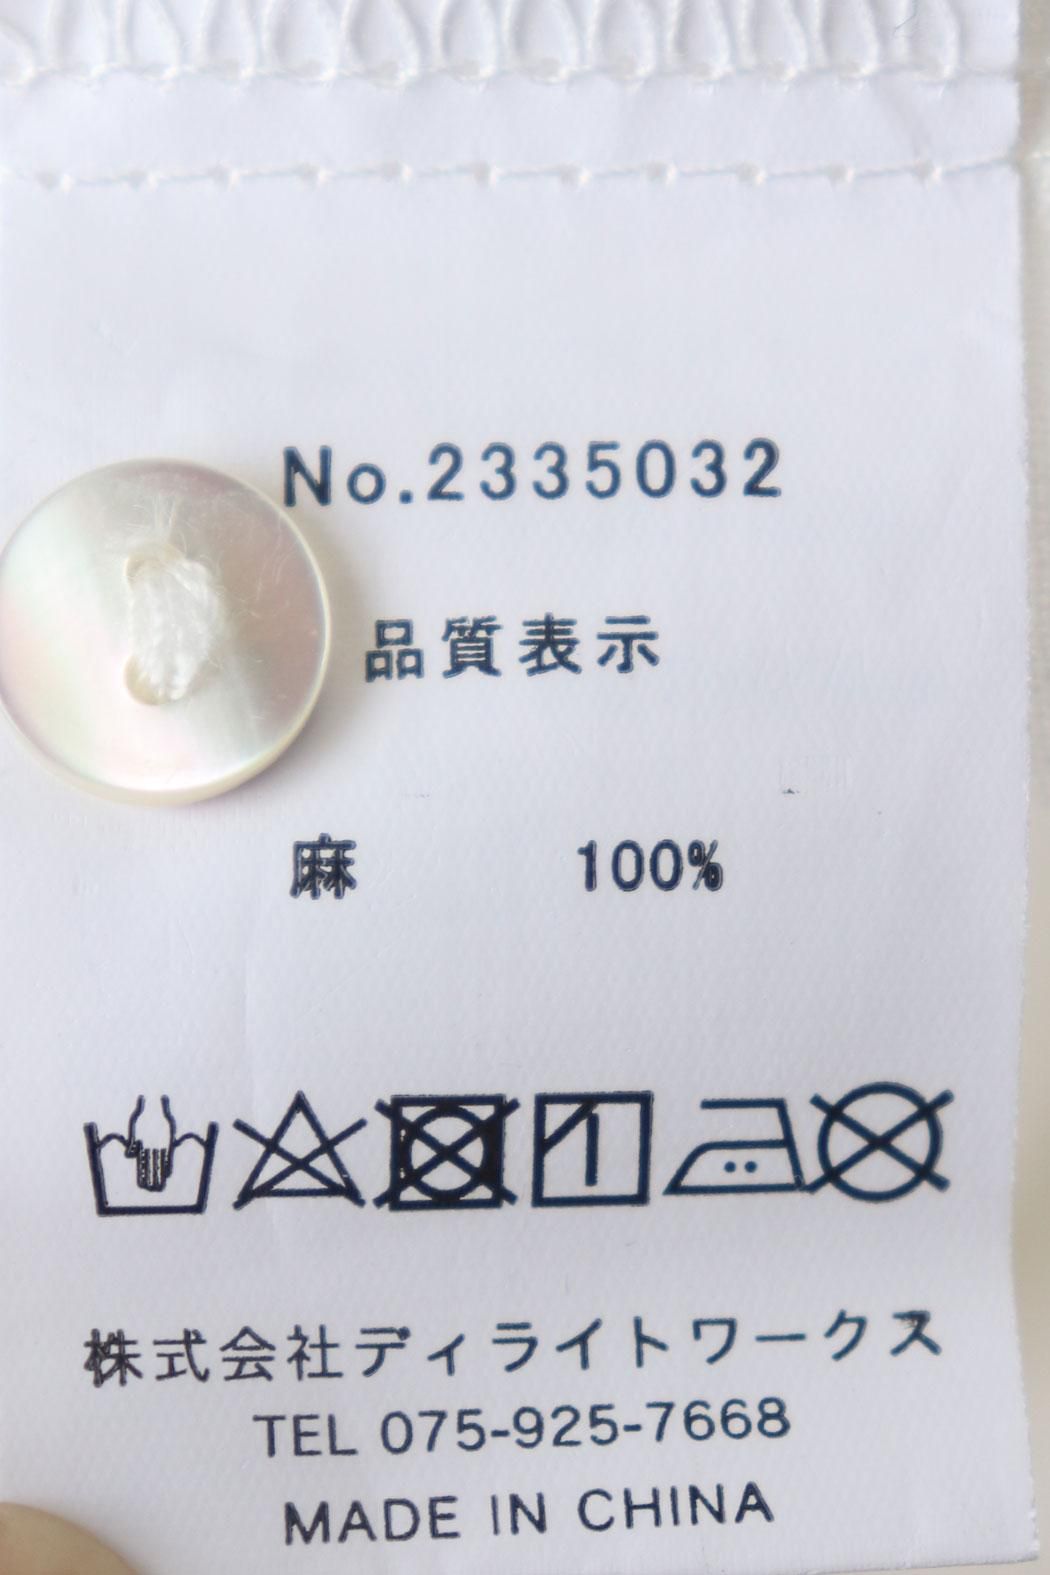 No.2335032
品質表示
麻 100%
株式会社ディライトワークス
TEL 075-925-7668
MADE IN CHINA